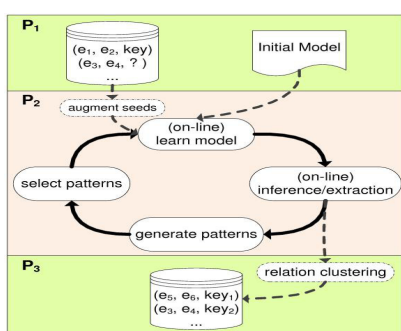 P1
(e1, e2, key)
(e3, e4, ? )
...
Initial Model
P2
augment seeds
(on-line)
learn model
select patterns
(on-line)
inference/extraction
generate patterns
P3
relation clustering
(e5, e6, key1)
(e3, e4, key2)
...